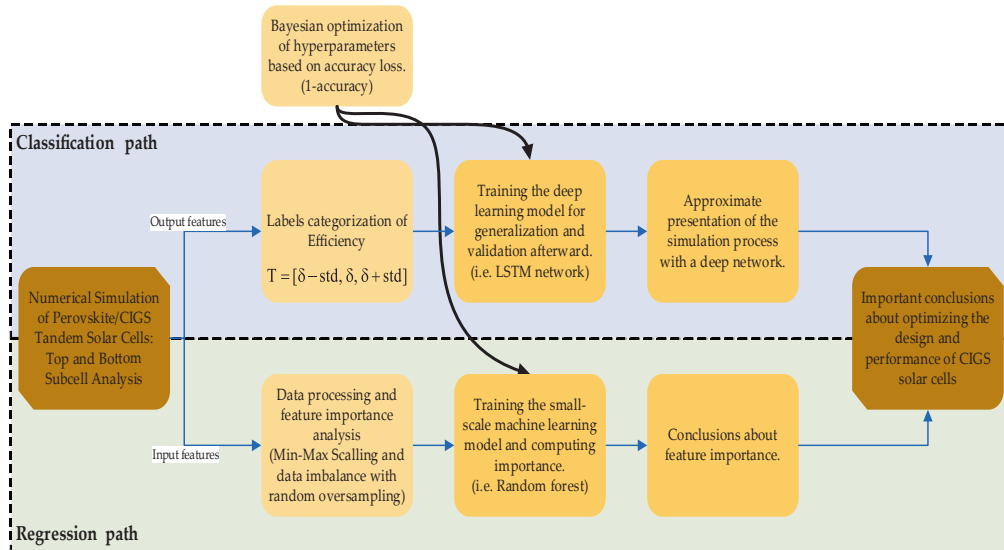 Bayesian optimization
of hyperparameters
based on accuracy loss.
(1-accuracy)
Classification path
Output features
Labels categorization of
Efficiency
T = [δ − std, δ, δ + std]
Training the deep
learning model for
generalization and
validation afterward.
(i.e. LSTM network)
Approximate
presentation of the
simulation process
with a deep network.
Numerical Simulation
of Perovskite/CIGS
Tandem Solar Cells:
Top and Bottom
Subcell Analysis
Important conclusions
about optimizing the
design and
performance of CIGS
solar cells
Input features
Data processing and
feature importance
analysis
(Min-Max Scalling and
data imbalance with
random oversampling)
Training the small-
scale machine learning
model and computing
importance.
(i.e. Random forest)
Conclusions about
feature importance.
Regression path